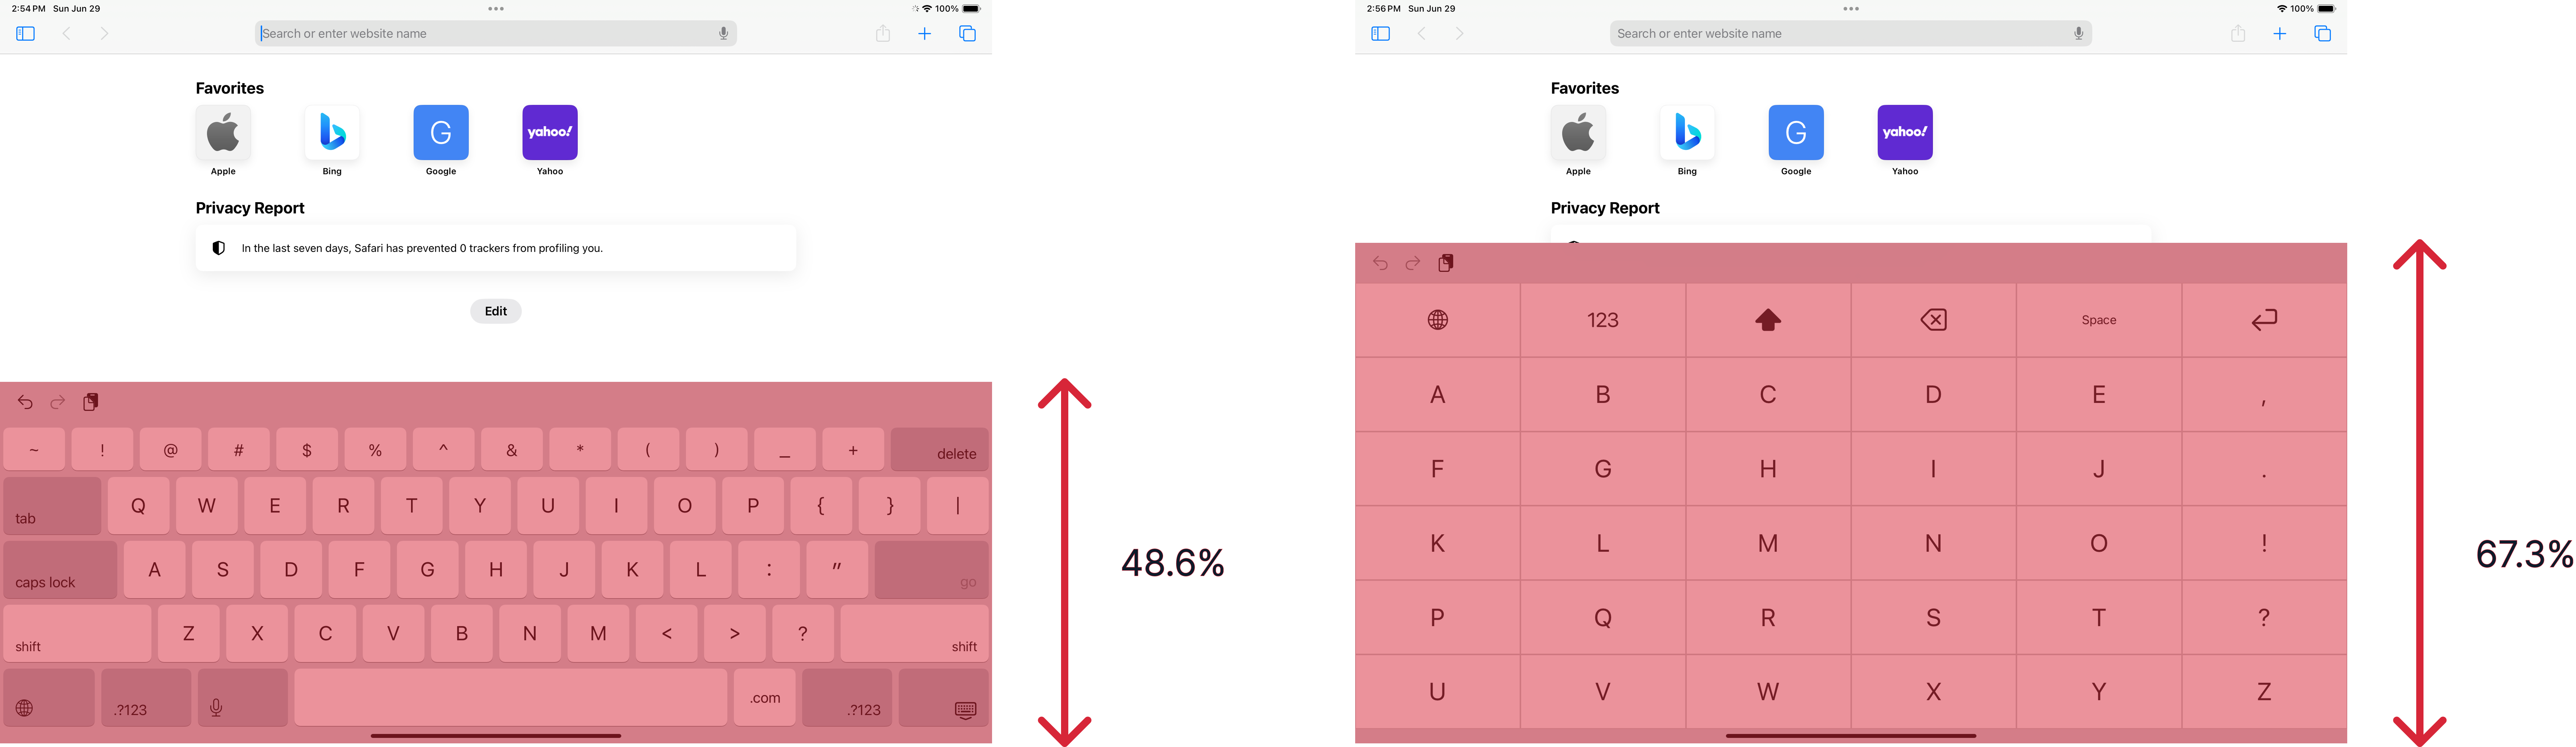 2:54 PM Sun Jun 29
100%
Search or enter website name
Favorites
G
yahoo!
Apple
Bing
Google
Yahoo
Privacy Report
In the last seven days, Safari has prevented 0 trackers from profiling you.
Edit
~ ! @ # $ % ^ & * ( ) _ + delete
tab Q W E R T Y U I O P { } |
caps lock A S D F G H J K L : " go
shift Z X C V B N M < > ? shift
.?123 .com .?123
48.6%
2:56 PM Sun Jun 29
100%
Search or enter website name
Favorites
G
yahoo!
Apple
Bing
Google
Yahoo
Privacy Report
123 Space
A B C D E ,
F G H I J .
K L M N O !
P Q R S T ?
U V W X Y Z
67.3%